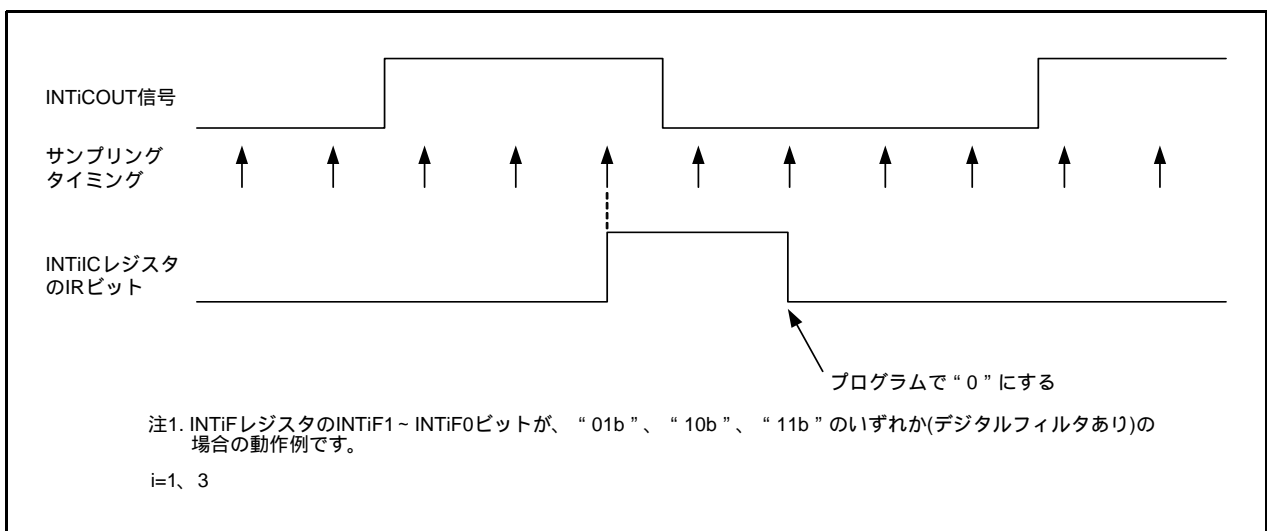 INTiCOUT信号
サンプリング
タイミング
INTiICレジスタ
のIRビット
プログラムで“0”にする
注1. INTiFレジスタのINTiF1~INTiF0ビットが、“01b”、“10b”、“11b”のいずれか(デジタルフィルタあり)の
場合の動作例です。
i=1、3